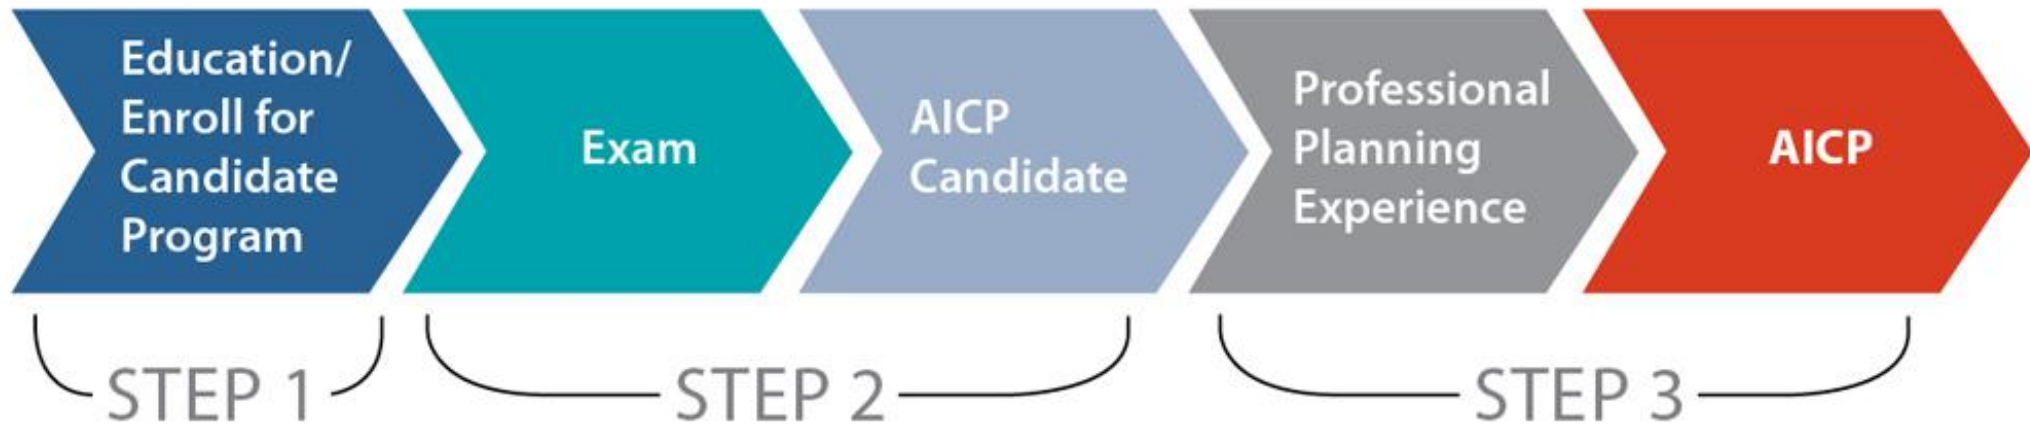 Education/
Enroll for
Candidate
Program
Exam
AICP
Candidate
Professional
Planning
Experience
AICP
STEP 1
STEP 2
STEP 3